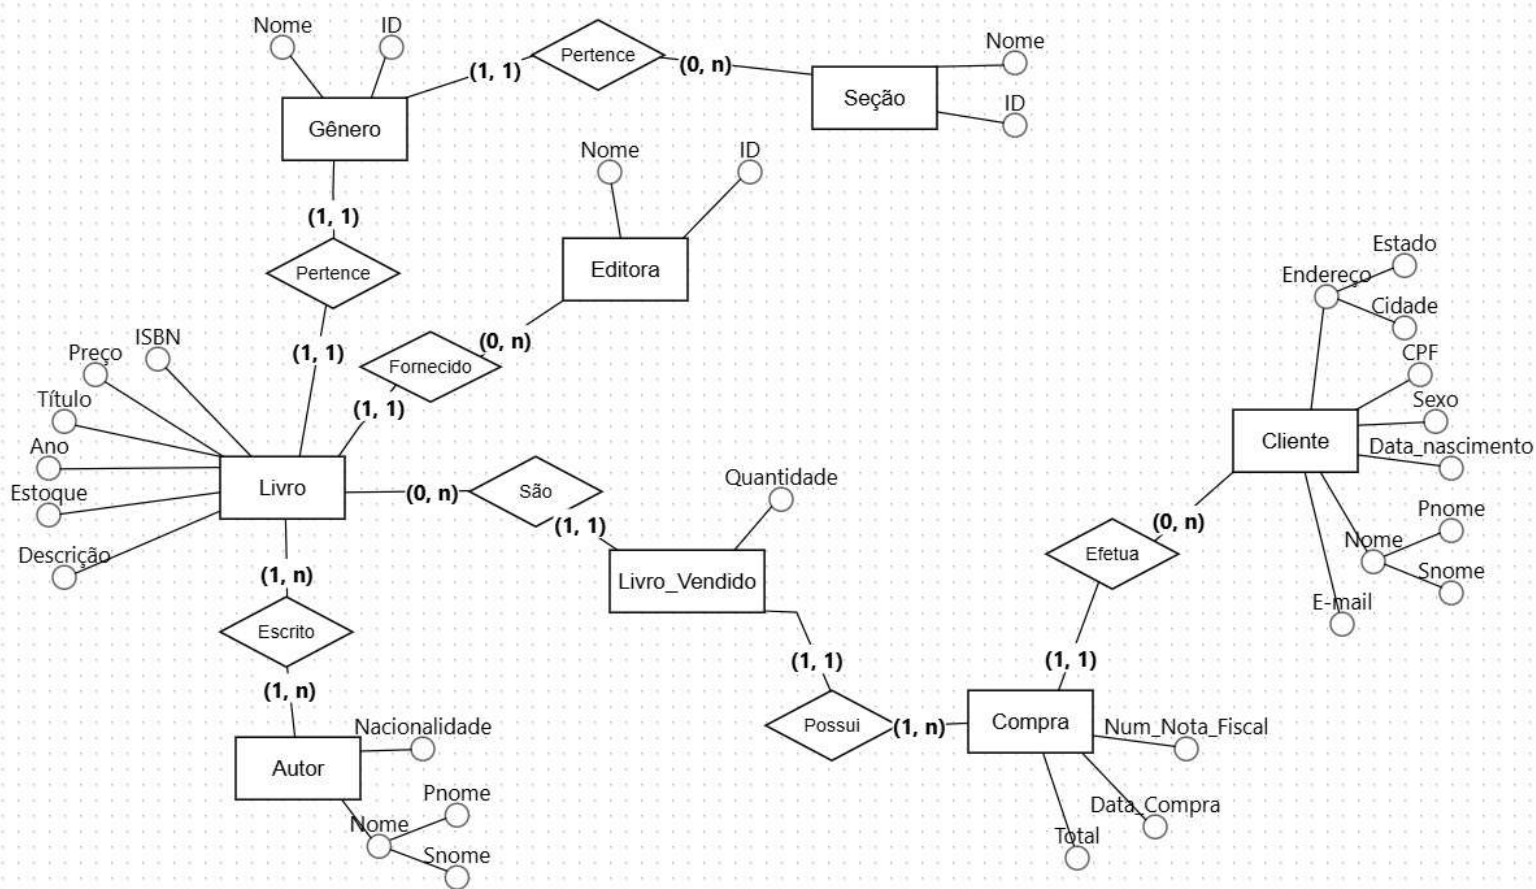 Nome
ID
Pertence
Nome
(1, 1)
(0, n)
Seção
ID
Gênero
Nome
ID
(1, 1)
Estado
Pertence
Editora
Endereço
Cidade
ISBN
(0, n)
Preço
(1, 1)
Fornecido
CPF
Título
(1, 1)
Sexo
Ano
Cliente
Data_nascimento
Estoque
Livro
(0, n)
São
Quantidade
(1, 1)
(0, n)
Pnome
Descrição
Efetua
Nome
(1, n)
Livro_Vendido
Snome
E-mail
Escrito
(1, 1)
(1, 1)
(1, n)
Nacionalidade
Possui
(1, n)
Compra
Num_Nota_Fiscal
Autor
Pnome
Data_Compra
Nome
Total
Snome